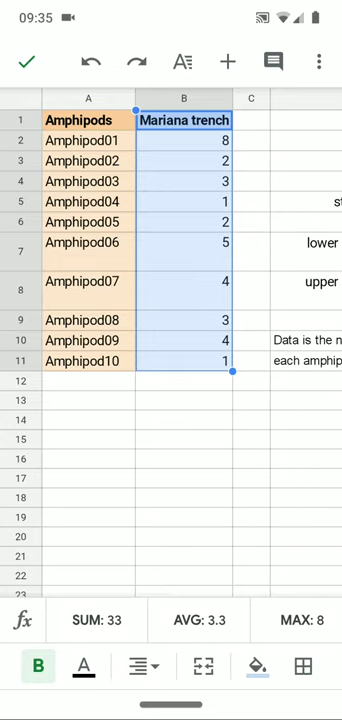 09:35
A B C
1 Amphipods Mariana trench
2 Amphipod01 8
3 Amphipod02 2
4 Amphipod03 3
5 Amphipod04 1 st
6 Amphipod05 2
7 Amphipod06 5 lower
8 Amphipod07 4 upper
9 Amphipod08 3
10 Amphipod09 4 Data is the n
11 Amphipod10 1 each amphip
12
13
14
15
16
17
18
19
20
21
22
23
fx SUM: 33 AVG: 3.3 MAX: 8
B A